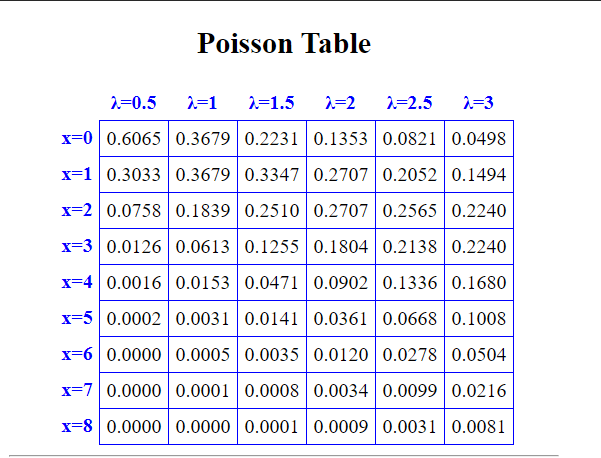 Poisson Table
λ=0.5 λ=1 λ=1.5 λ=2 λ=2.5 λ=3
x=0 0.6065 0.3679 0.2231 0.1353 0.0821 0.0498
x=1 0.3033 0.3679 0.3347 0.2707 0.2052 0.1494
x=2 0.0758 0.1839 0.2510 0.2707 0.2565 0.2240
x=3 0.0126 0.0613 0.1255 0.1804 0.2138 0.2240
x=4 0.0016 0.0153 0.0471 0.0902 0.1336 0.1680
x=5 0.0002 0.0031 0.0141 0.0361 0.0668 0.1008
x=6 0.0000 0.0005 0.0035 0.0120 0.0278 0.0504
x=7 0.0000 0.0001 0.0008 0.0034 0.0099 0.0216
x=8 0.0000 0.0000 0.0001 0.0009 0.0031 0.0081